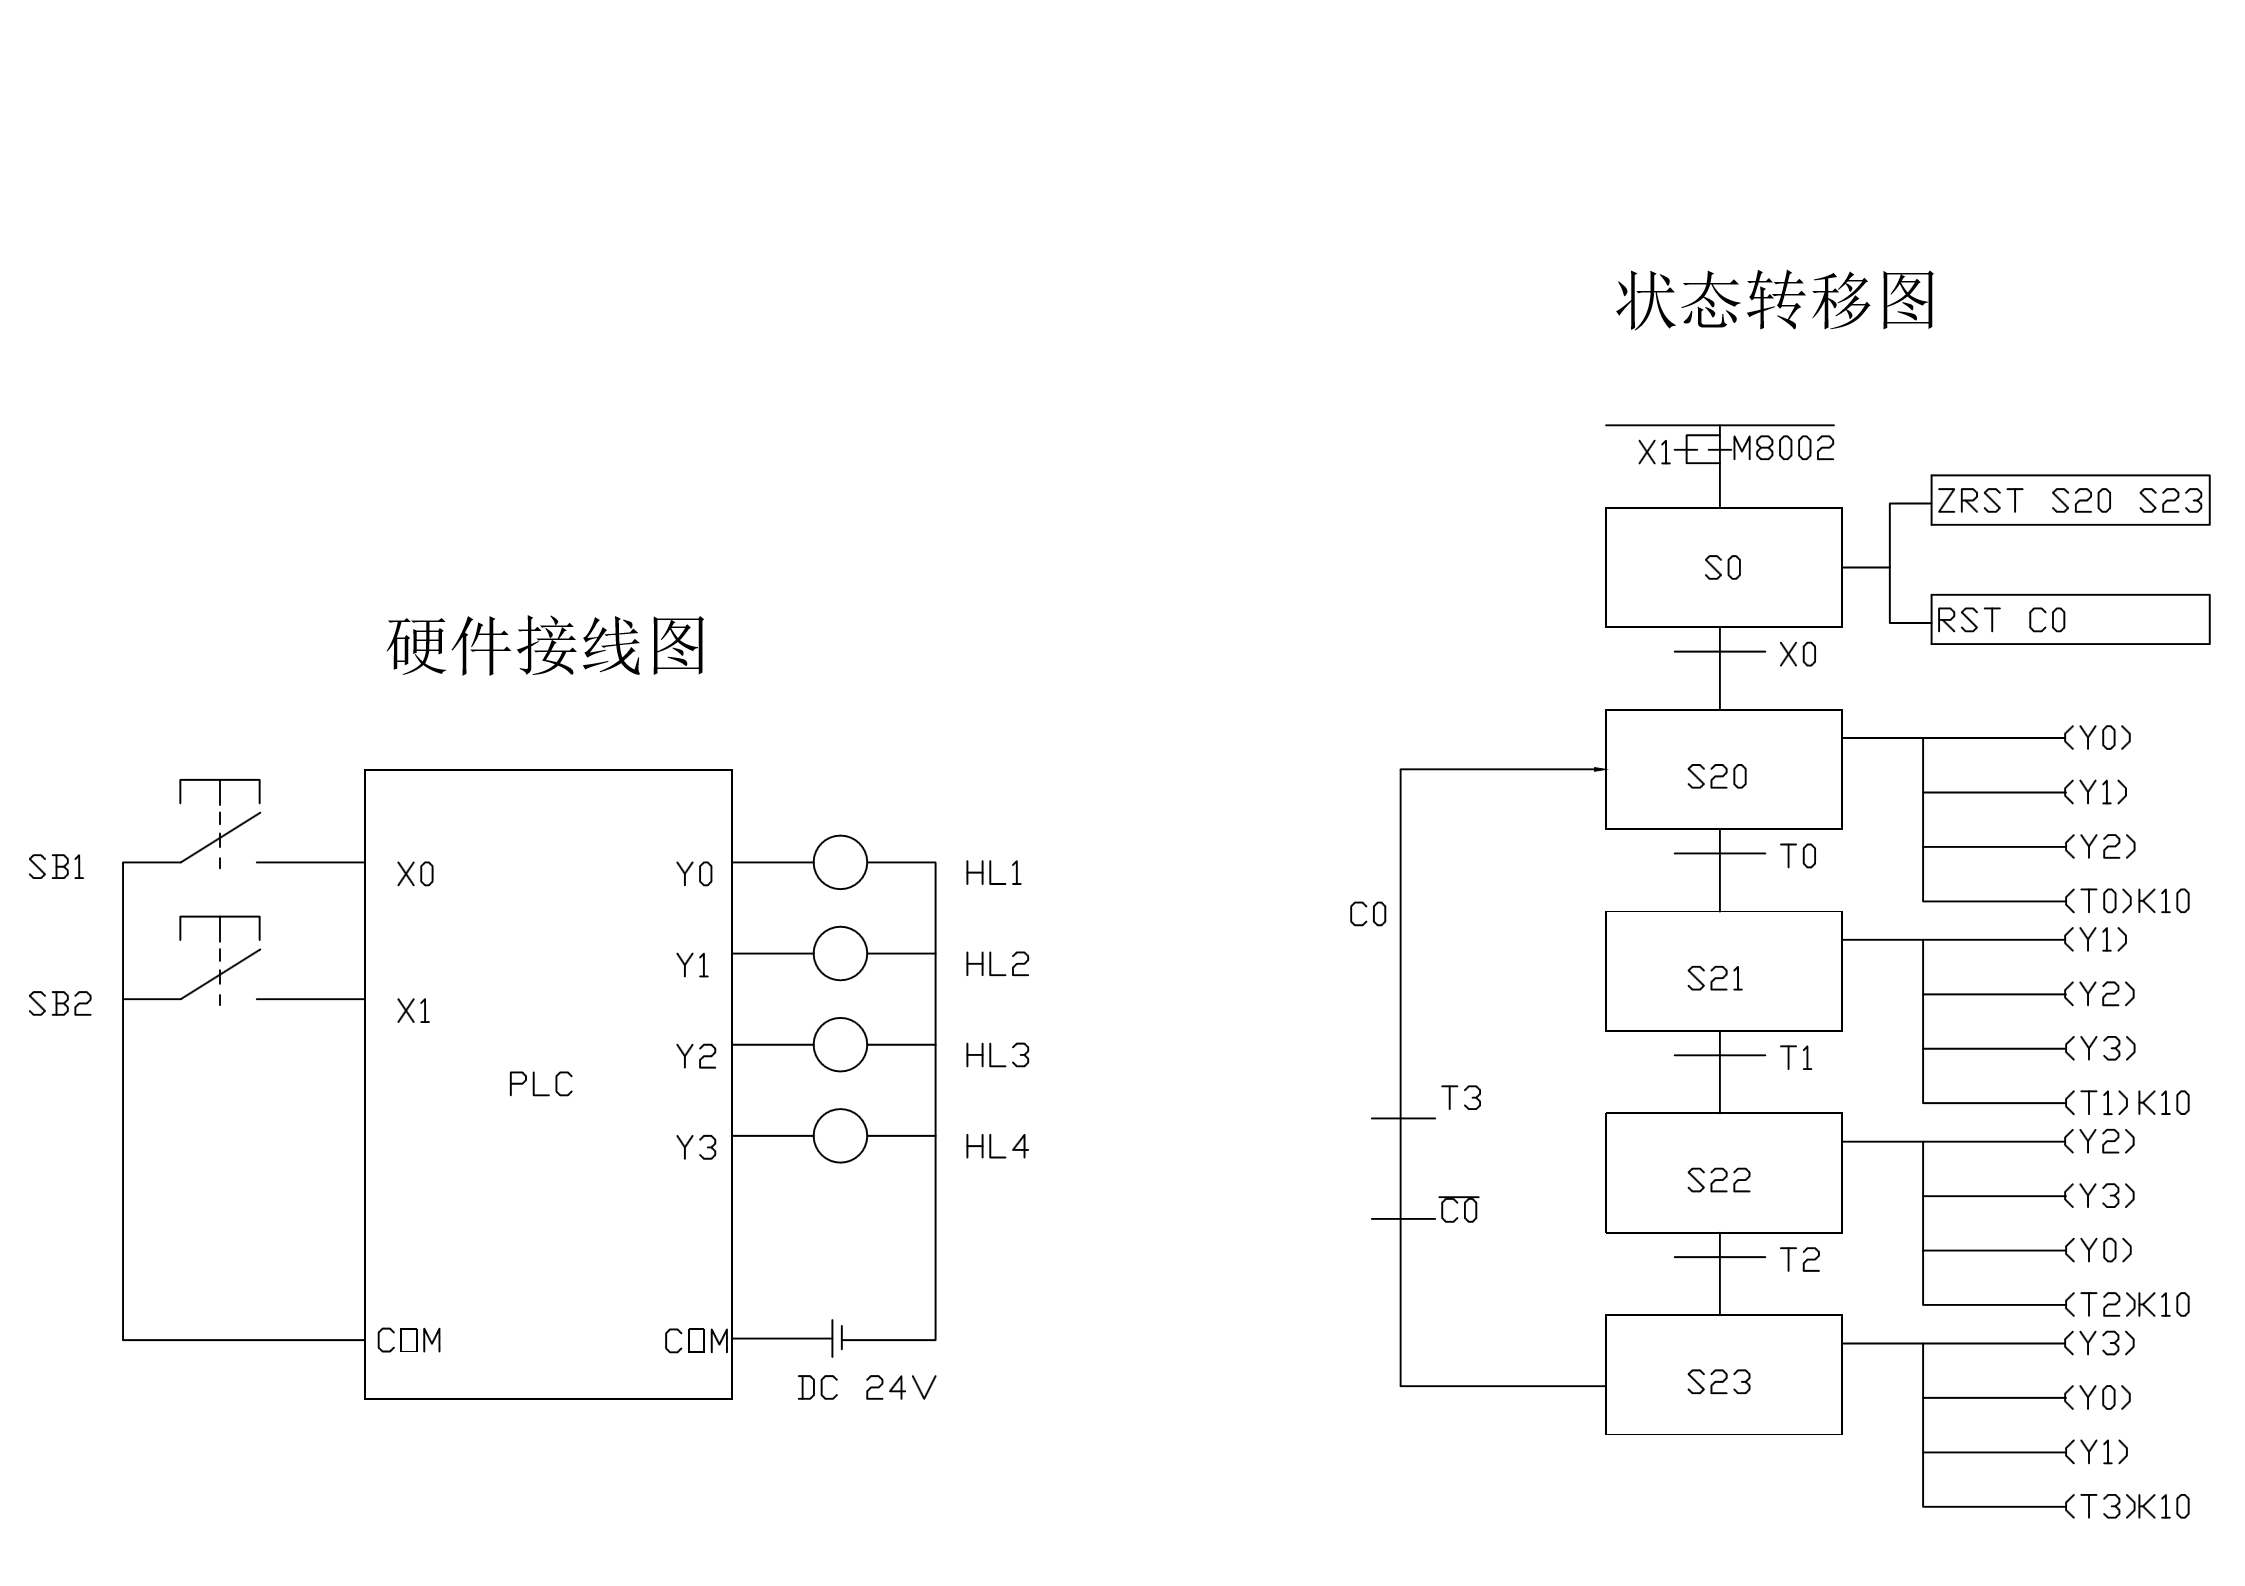 硬件接线图
SB1
SB2
X0
X1
PLC
COM
Y0
Y1
Y2
Y3
COM
HL1
HL2
HL3
HL4
DC 24V
状态转移图
X1
M8002
S0
ZRST S20 S23
RST C0
X0
S20
(Y0)
(Y1)
(Y2)
(T0)K10
T0
C0
S21
(Y1)
(Y2)
(Y3)
(T1)K10
T1
T3
S22
(Y2)
(Y3)
(Y0)
(T2)K10
C̅0̅
T2
S23
(Y3)
(Y0)
(Y1)
(T3)K10